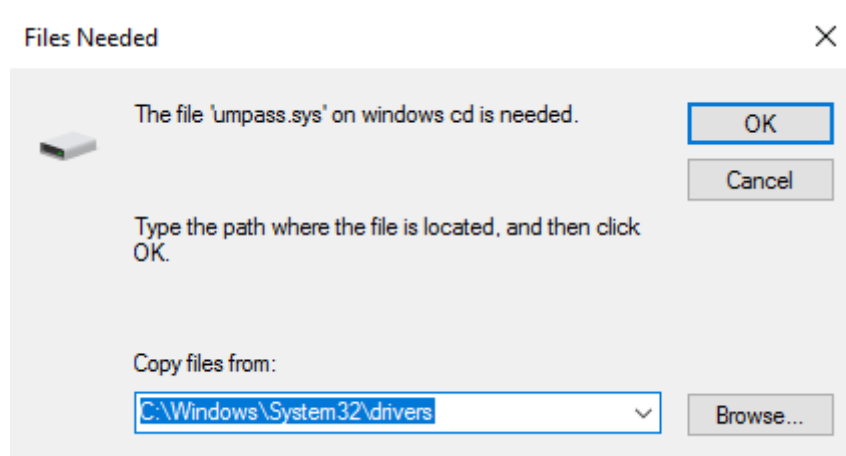 Files Needed
The file 'umpass.sys' on windows cd is needed.
OK
Cancel
Type the path where the file is located, and then click
OK.
Copy files from:
C:\Windows\System32\drivers
Browse...